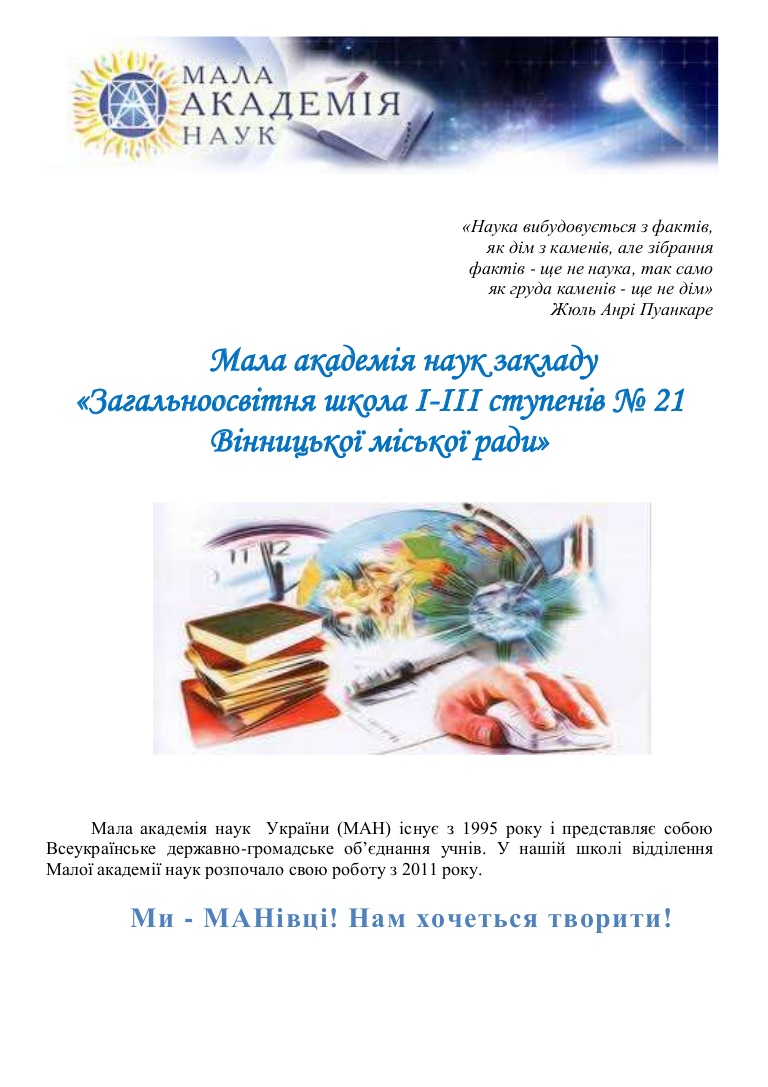 МАЛА
АКАДЕМІЯ
НАУК
«Наука вибудовується з фактів,
як дім з каменів, але зібрання
фактів - ще не наука, так само
як груда каменів - ще не дім»
Жюль Анрі Пуанкаре
Мала академія наук закладу
«Загальноосвітня школа І-ІІІ ступенів № 21
Вінницької міської ради»
11 12
Мала академія наук України (МАН) існує з 1995 року і представляє собою
Всеукраїнське державно-громадське об’єднання учнів. У нашій школі відділення
Малої академії наук розпочало свою роботу з 2011 року.
Ми - МАНівці! Нам хочеться творити!